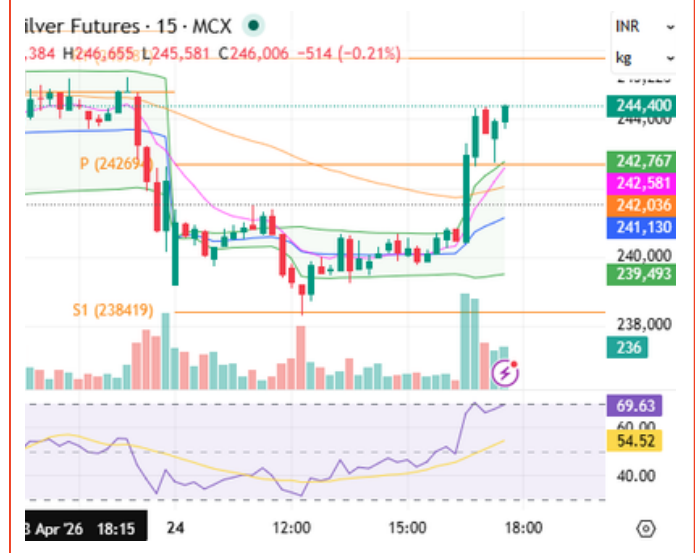 ilver Futures · 15 · MCX
INR
,384 H246,655 L245,581 C246,006 −514 (−0.21%)
kg
244,400
244,000
P (24269
242,767
242,581
242,036
241,130
240,000
239,493
S1 (238419)
238,000
236
69.63
60.00
54.52
40.00
3 Apr '26 18:15
24
12:00
15:00
18:00